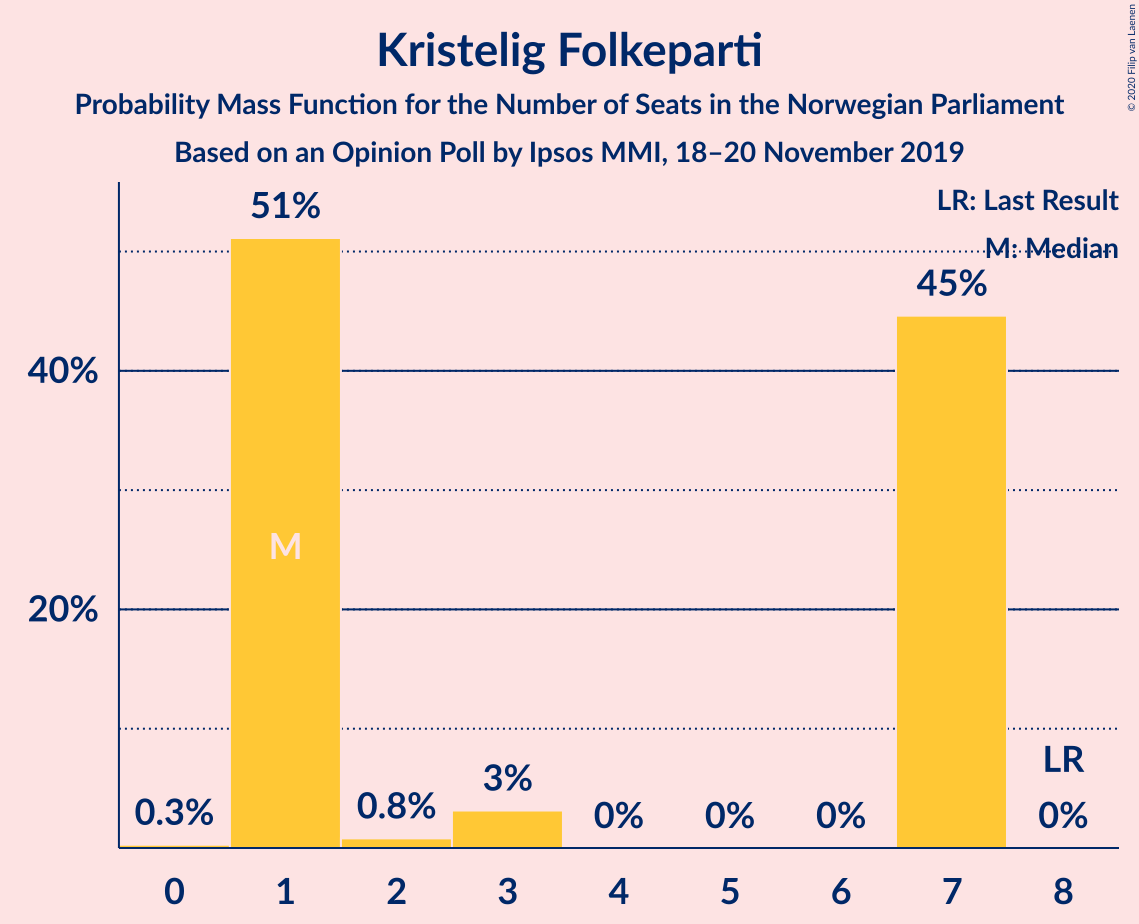 Kristelig Folkeparti
Probability Mass Function for the Number of Seats in the Norwegian Parliament
Based on an Opinion Poll by Ipsos MMI, 18–20 November 2019
© 2020 Filip van Laenen
LR: Last Result
M: Median
51%
45%
40%
M
20%
LR
0.3%
0.8%
3%
0%
0%
0%
0%
0 1 2 3 4 5 6 7 8